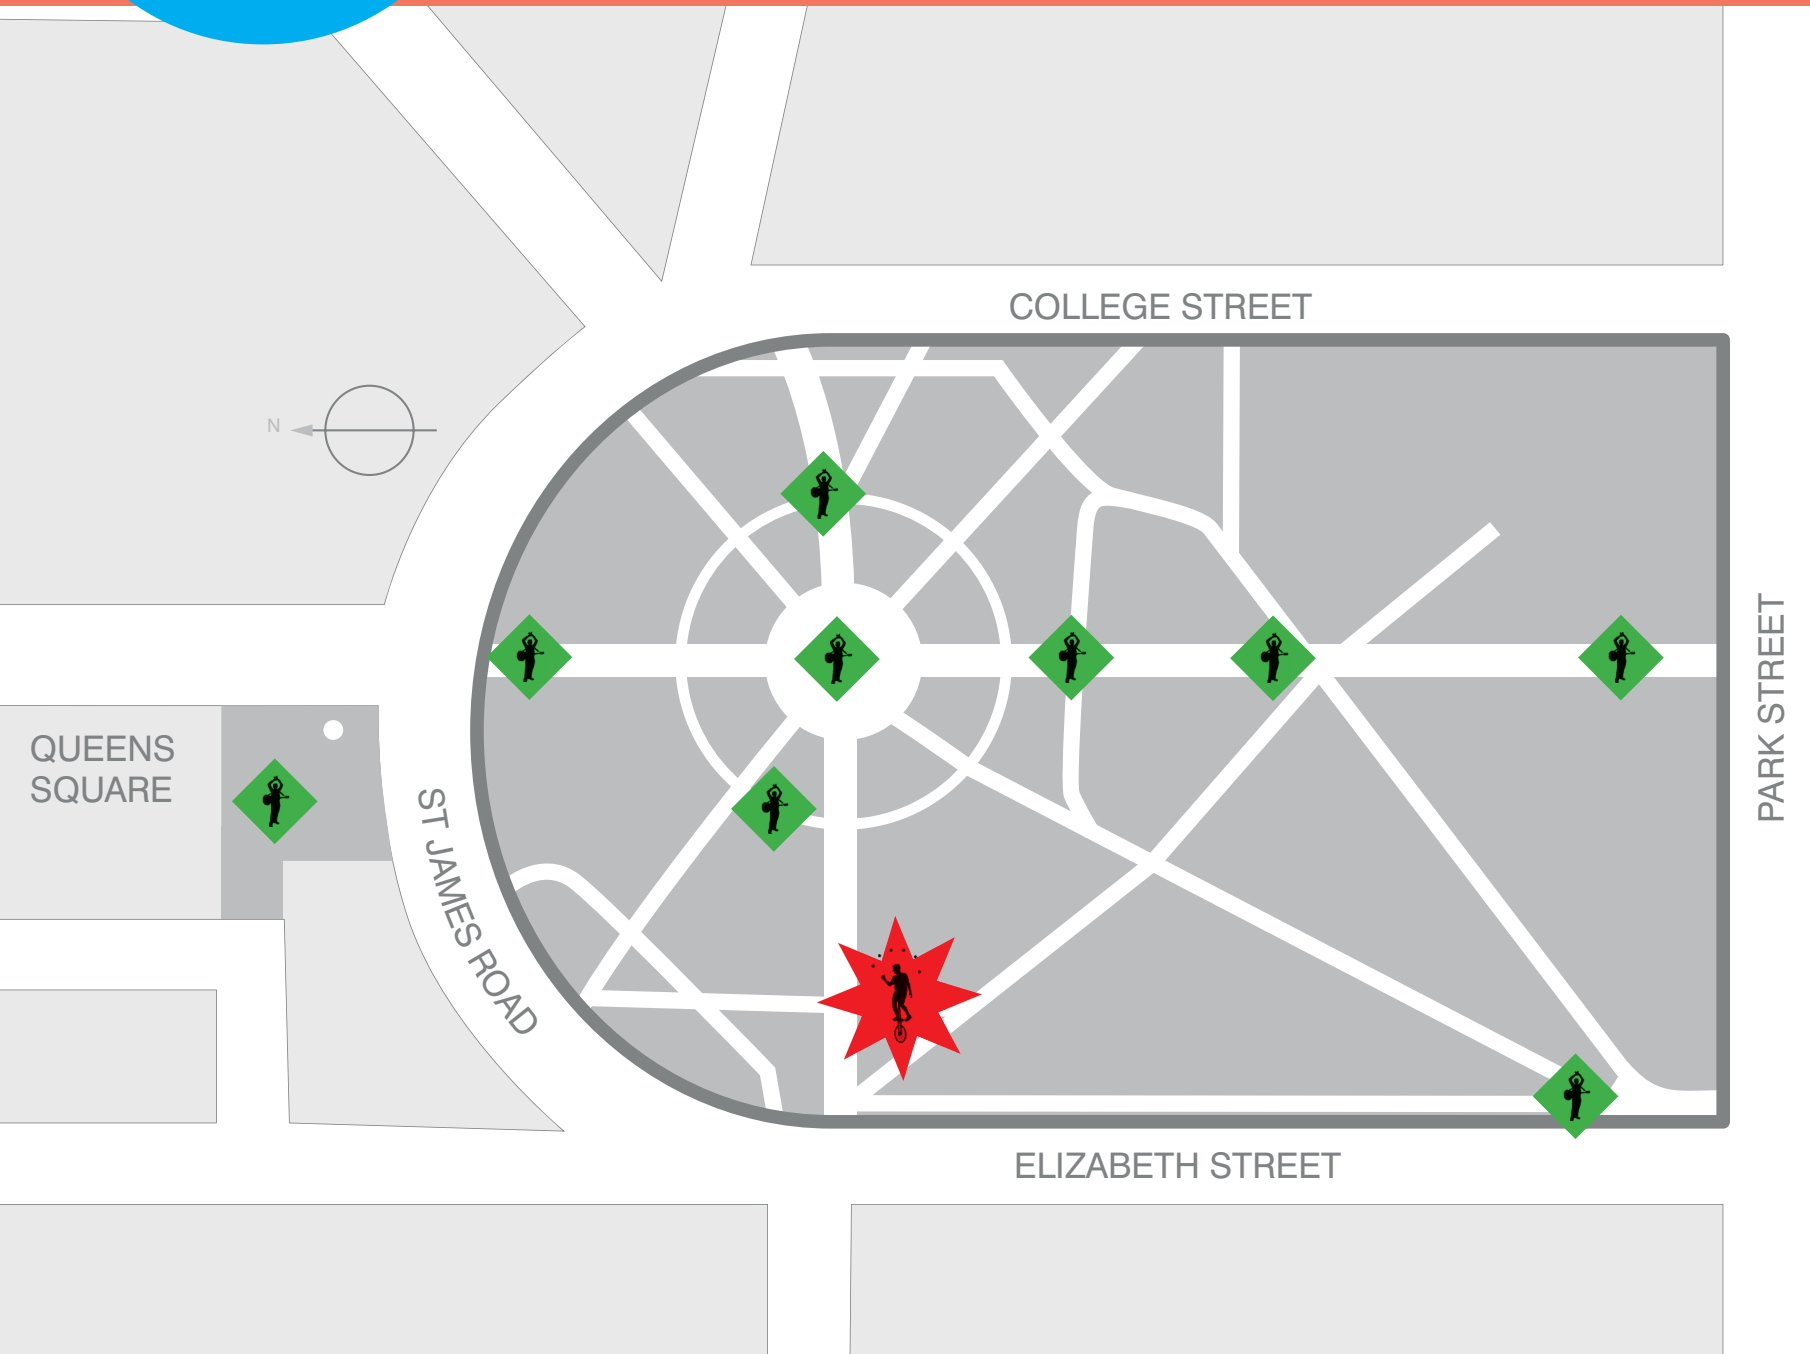 COLLEGE STREET
N
PARK STREET
QUEENS
SQUARE
ST JAMES ROAD
ELIZABETH STREET